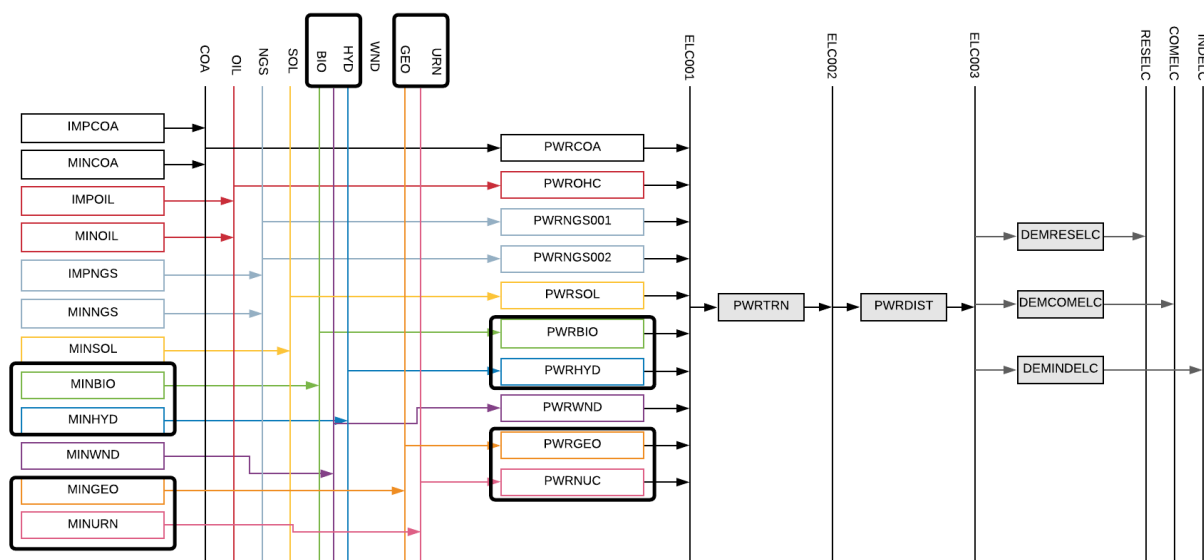 COA
OIL
NGS
SOL
BIO
HYD
WND
GEO
URN
ELC001
ELC002
ELC003
RESELC
COMELC
INDELC
IMPCOA
MINCOA
IMPOIL
MINOIL
IMPNGS
MINNGS
MINSOL
MINBIO
MINHYD
MINWND
MINGEO
MINURN
PWRCOA
PWROHC
PWRNGS001
PWRNGS002
PWRSOL
PWRBIO
PWRHYD
PWRWND
PWRGEO
PWRNUC
PWRTRN
PWRDIST
DEMRESELC
DEMCOMELC
DEMINDELC